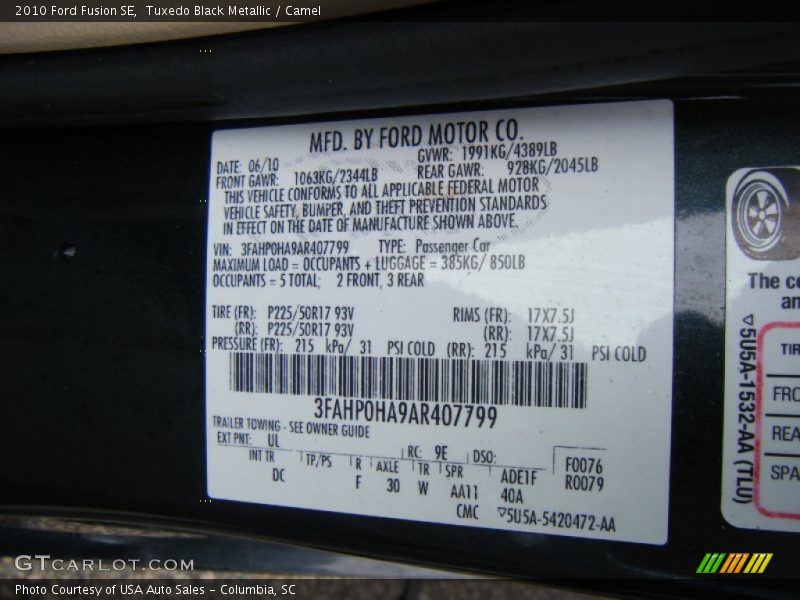 2010 Ford Fusion SE,  Tuxedo Black Metallic / Camel
MFD. BY FORD MOTOR CO.
DATE: 06/10
GVWR: 1991KG/4389LB
FRONT GAWR: 1063KG/2344LB
REAR GAWR: 928KG/2045LB
THIS VEHICLE CONFORMS TO ALL APPLICABLE FEDERAL MOTOR
VEHICLE SAFETY, BUMPER, AND THEFT PREVENTION STANDARDS
IN EFFECT ON THE DATE OF MANUFACTURE SHOWN ABOVE.
VIN: 3FAHP0HA9AR407799 TYPE: Passenger Car
MAXIMUM LOAD = OCCUPANTS + LUGGAGE = 385KG/ 850LB
OCCUPANTS = 5 TOTAL; 2 FRONT, 3 REAR
TIRE (FR): P225/50R17 93V RIMS (FR): 17X7.5J
(RR): P225/50R17 93V (RR): 17X7.5J
PRESSURE (FR): 215 kPa/ 31 PSI COLD (RR): 215 kPa/ 31 PSI COLD
3FAHP0HA9AR407799
TRAILER TOWING - SEE OWNER GUIDE
EXT PNT: UL RC: 9E DSO:
INT TR TP/PS R AXLE TR SPR
DC F 30 W AA11 ADE1F
40A
CMC
F0076
R0079
▽5U5A-5420472-AA
The
▽5U5A-1532-AA (TLU)
GTCARLOT.COM
Photo Courtesy of USA Auto Sales - Columbia, SC